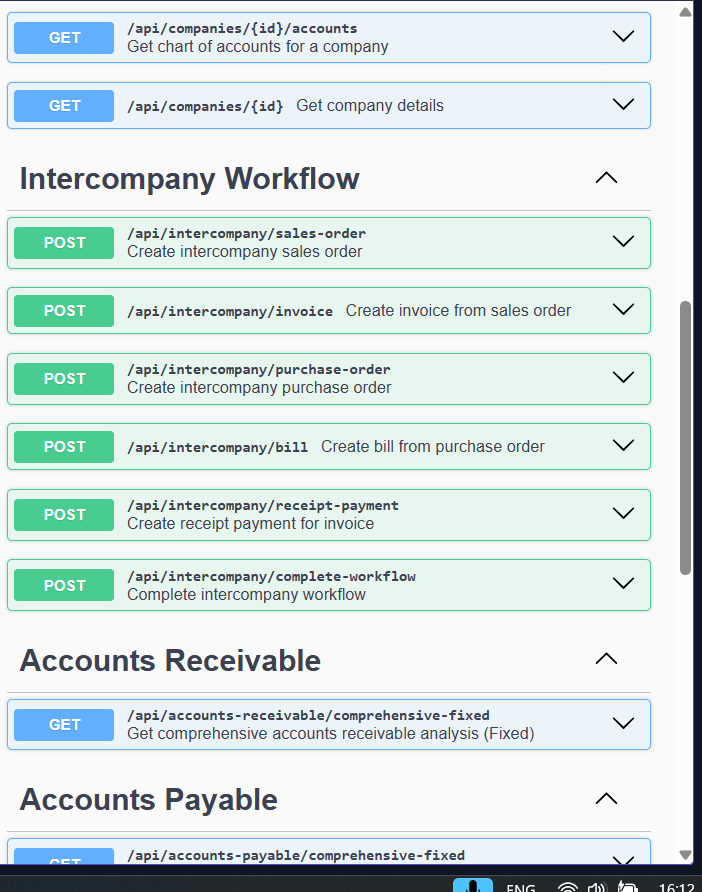 GET
/api/companies/{id}/accounts
Get chart of accounts for a company
GET /api/companies/{id} Get company details
Intercompany Workflow
POST
/api/intercompany/sales-order
Create intercompany sales order
POST /api/intercompany/invoice Create invoice from sales order
POST
/api/intercompany/purchase-order
Create intercompany purchase order
POST /api/intercompany/bill Create bill from purchase order
POST
/api/intercompany/receipt-payment
Create receipt payment for invoice
POST
/api/intercompany/complete-workflow
Complete intercompany workflow
Accounts Receivable
GET
/api/accounts-receivable/comprehensive-fixed
Get comprehensive accounts receivable analysis (Fixed)
Accounts Payable
GET
/api/accounts-payable/comprehensive-fixed
ENG 16:12